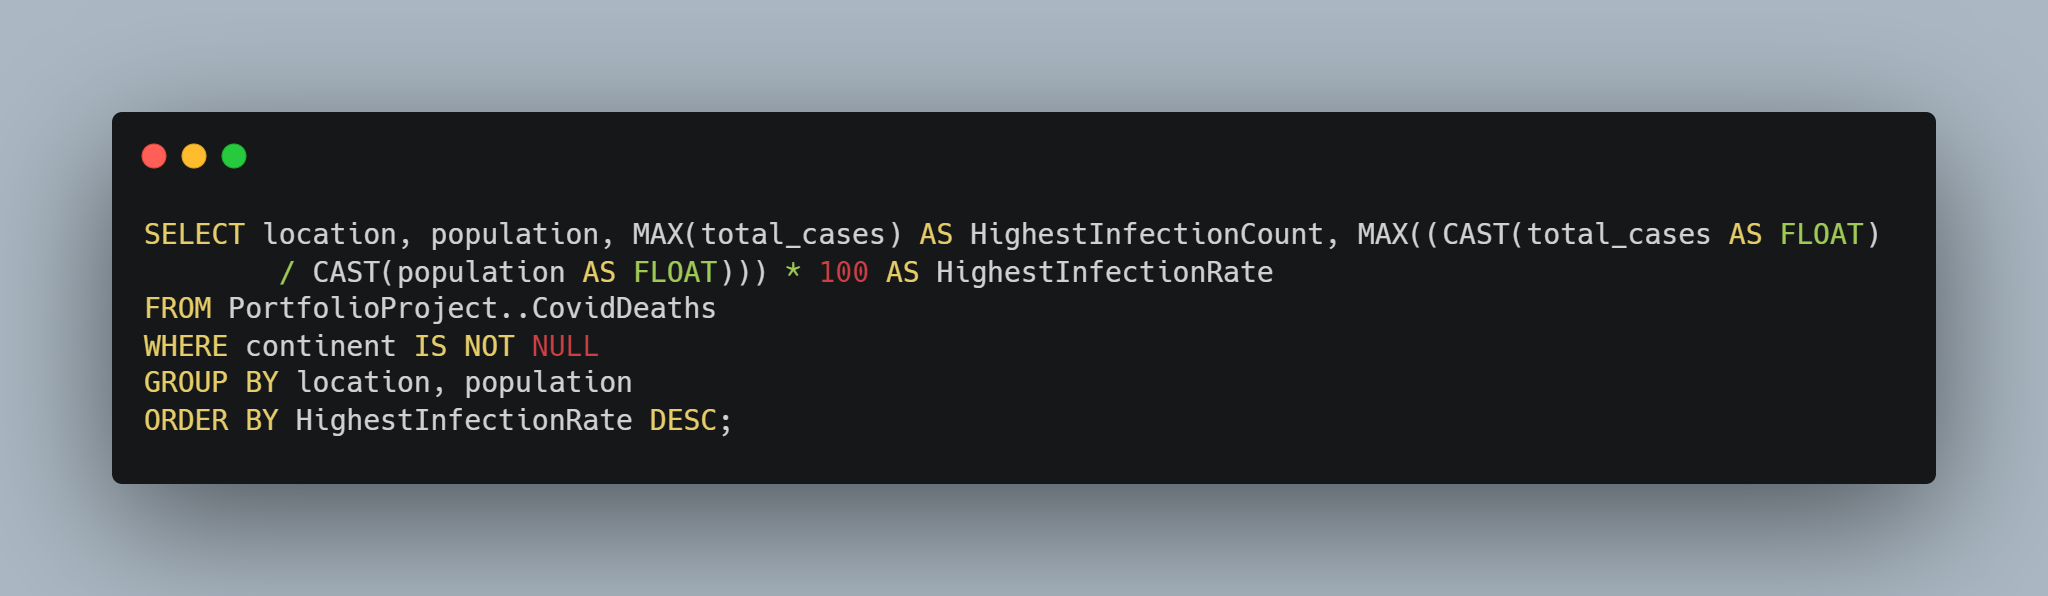 SELECT location, population, MAX(total_cases) AS HighestInfectionCount, MAX((CAST(total_cases AS FLOAT)
        / CAST(population AS FLOAT))) * 100 AS HighestInfectionRate
FROM PortfolioProject..CovidDeaths
WHERE continent IS NOT NULL
GROUP BY location, population
ORDER BY HighestInfectionRate DESC;